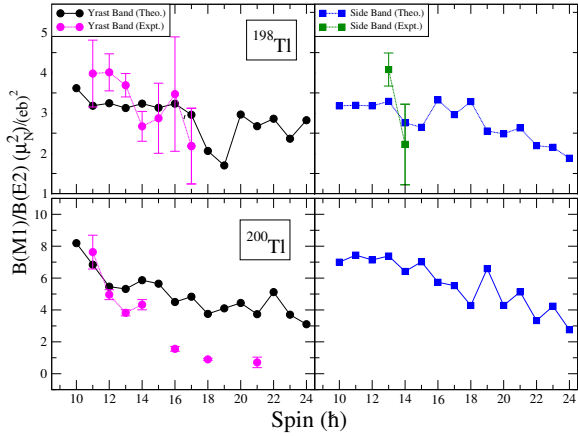 Yrast Band (Theo.)
Yrast Band (Expt.)
Side Band (Theo.)
Side Band (Expt.)
¹⁹⁸Tl
5
4
3
2
1
B(M1)/B(E2) (μ²_N)/(eb)²
²⁰⁰Tl
10
8
6
4
2
0
10 12 14 16 18 20 22 24
10 12 14 16 18 20 22 24
Spin (ħ)